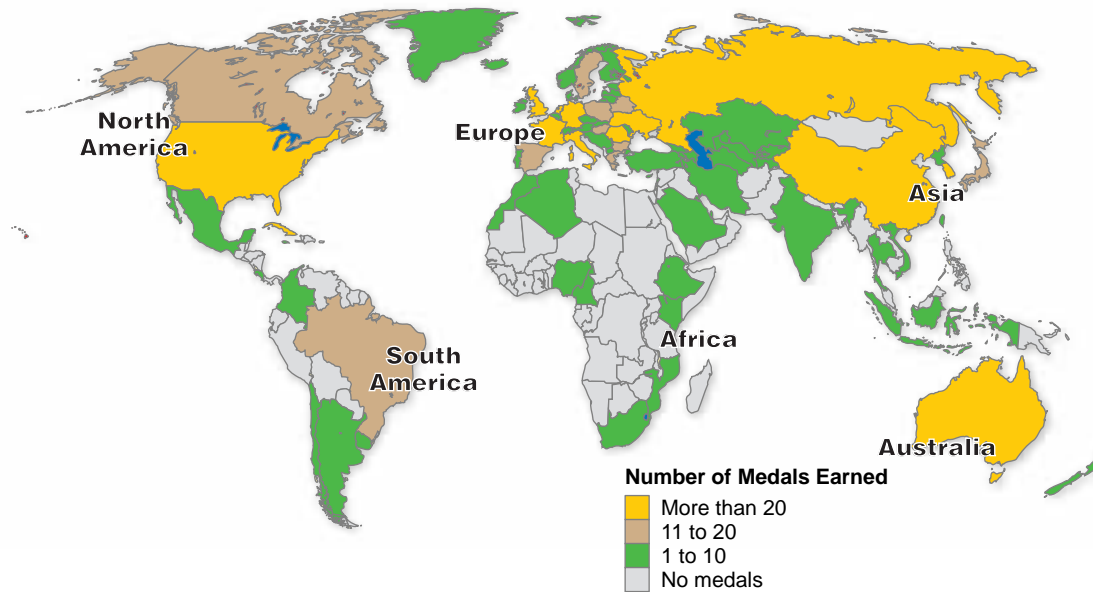 North
America
Europe
Asia
South
America
Africa
Australia
Number of Medals Earned
More than 20
11 to 20
1 to 10
No medals